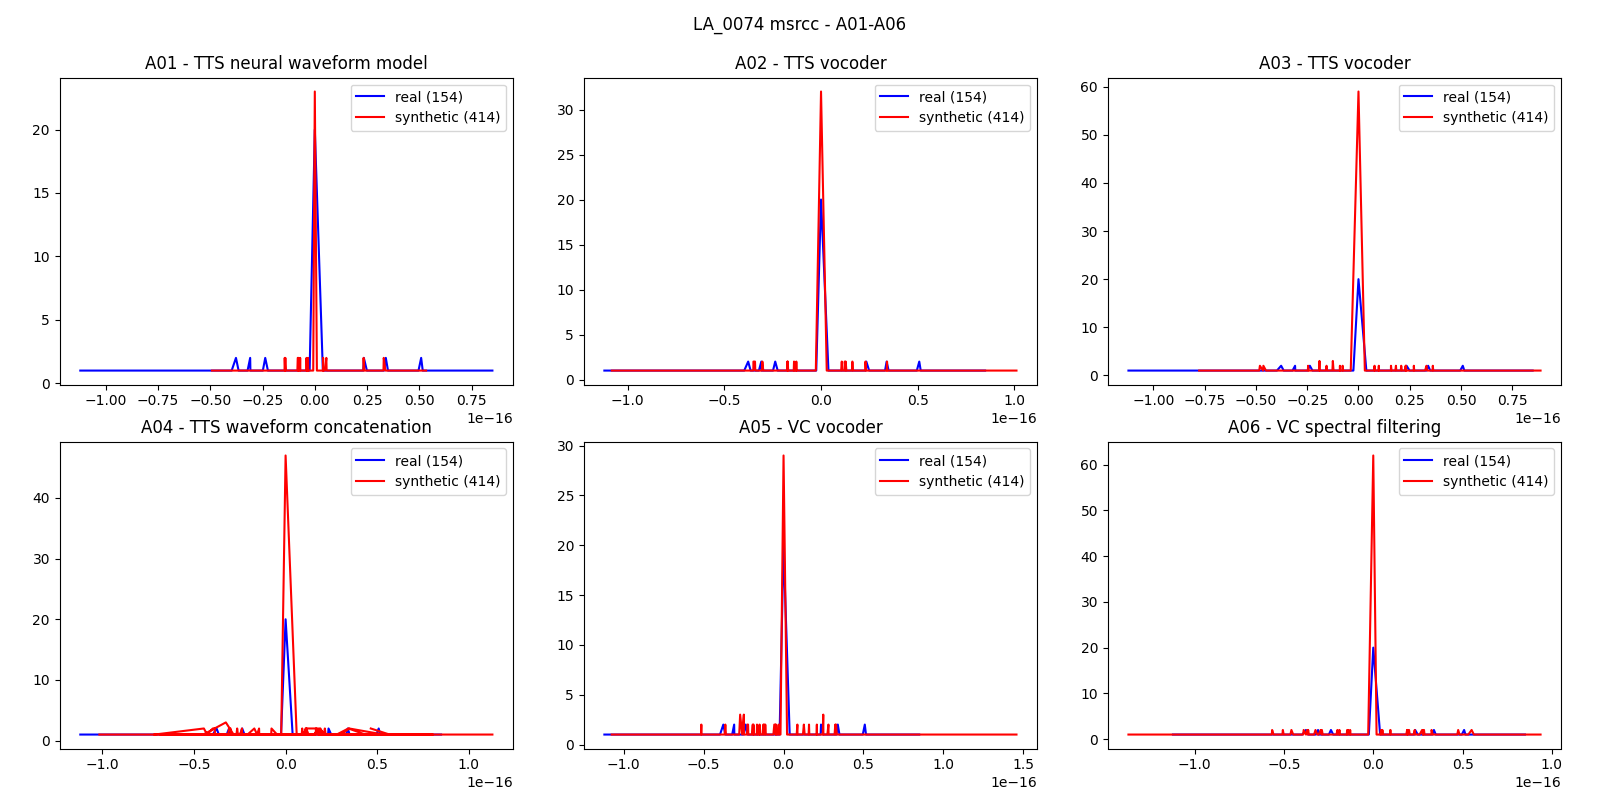 LA_0074 msrcc - A01-A06
A01 - TTS neural waveform model
real (154)
synthetic (414)
20
15
10
5
0
−1.00 −0.75 −0.50 −0.25 0.00 0.25 0.50 0.75
1e−16
A02 - TTS vocoder
real (154)
synthetic (414)
30
25
20
15
10
5
0
−1.0 −0.5 0.0 0.5 1.0
1e−16
A03 - TTS vocoder
real (154)
synthetic (414)
60
50
40
30
20
10
0
−1.00 −0.75 −0.50 −0.25 0.00 0.25 0.50 0.75
1e−16
A04 - TTS waveform concatenation
real (154)
synthetic (414)
40
30
20
10
0
−1.0 −0.5 0.0 0.5 1.0
1e−16
A05 - VC vocoder
real (154)
synthetic (414)
30
25
20
15
10
5
0
−1.0 −0.5 0.0 0.5 1.0 1.5
1e−16
A06 - VC spectral filtering
real (154)
synthetic (414)
60
50
40
30
20
10
0
−1.0 −0.5 0.0 0.5 1.0
1e−16